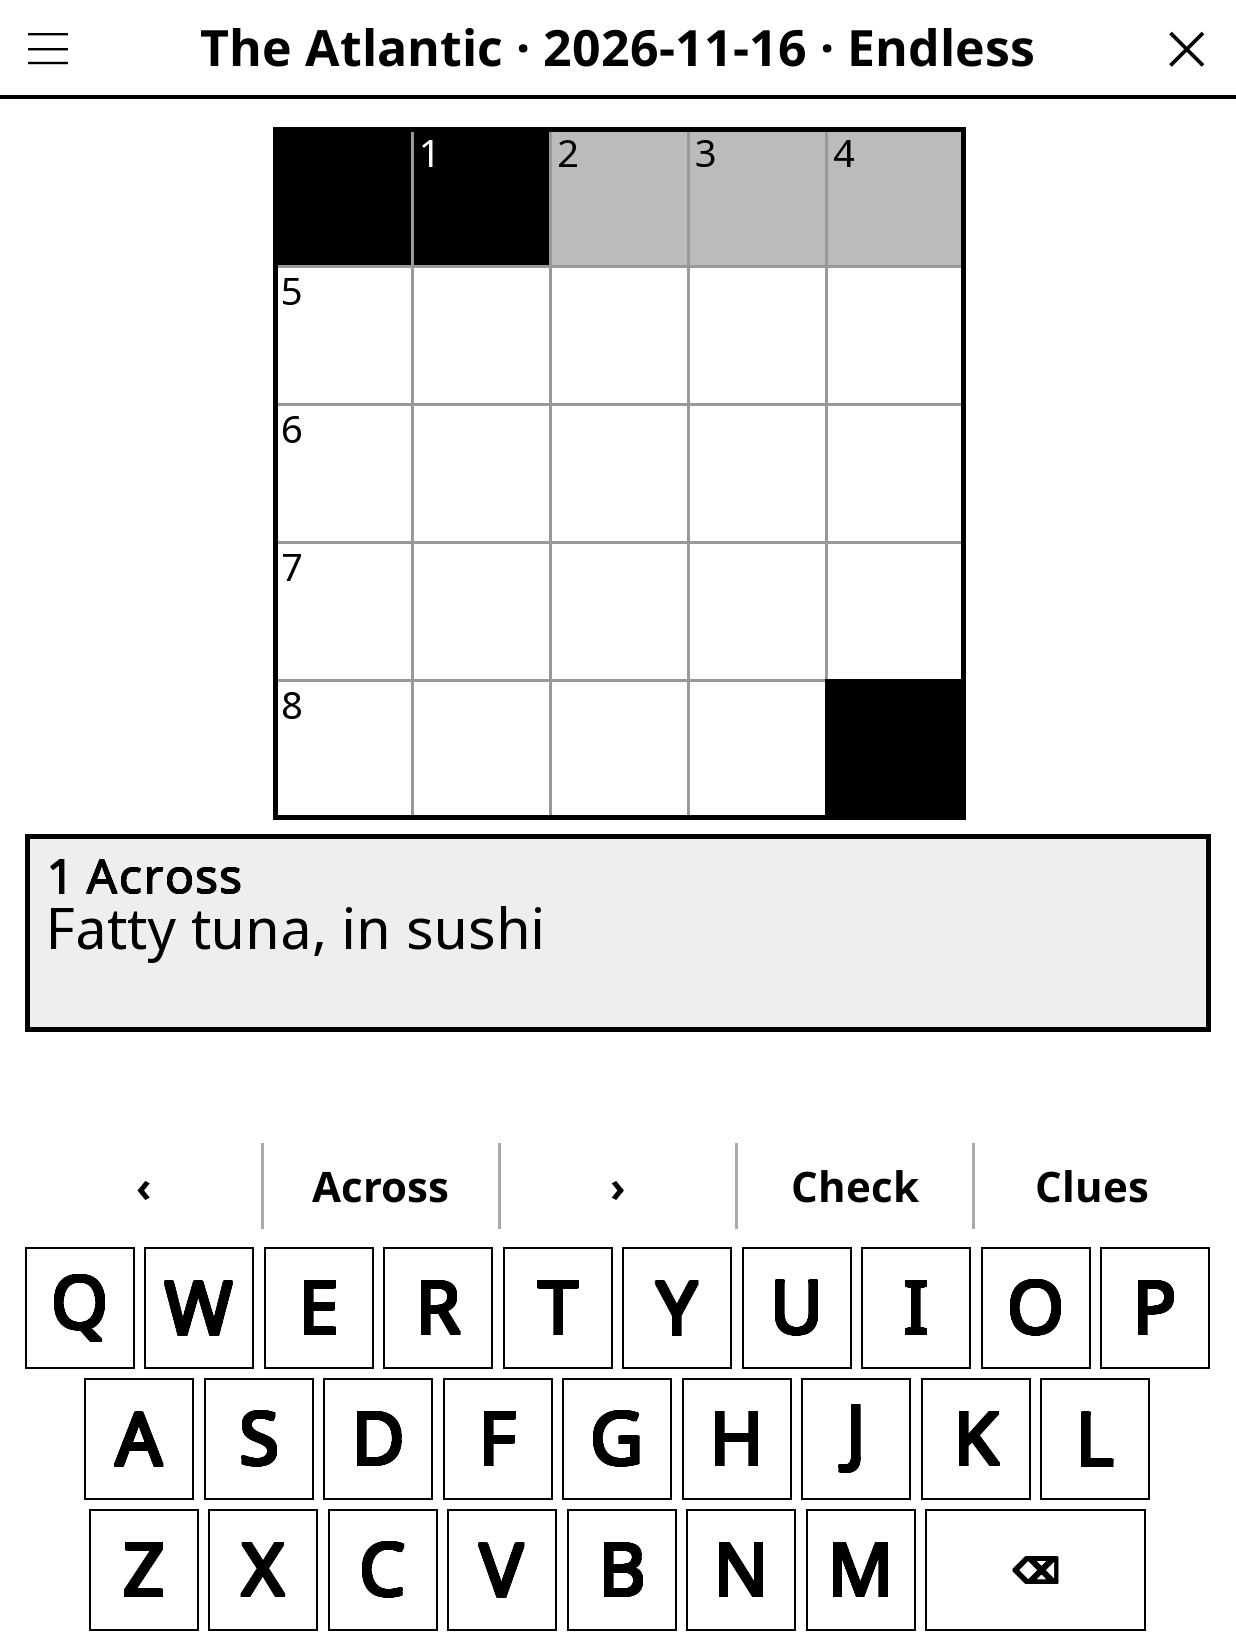 The Atlantic · 2026-11-16 · Endless
1 2 3 4
5
6
7
8
1 Across
Fatty tuna, in sushi
‹ Across › Check Clues
Q W E R T Y U I O P
A S D F G H J K L
Z X C V B N M ⌫